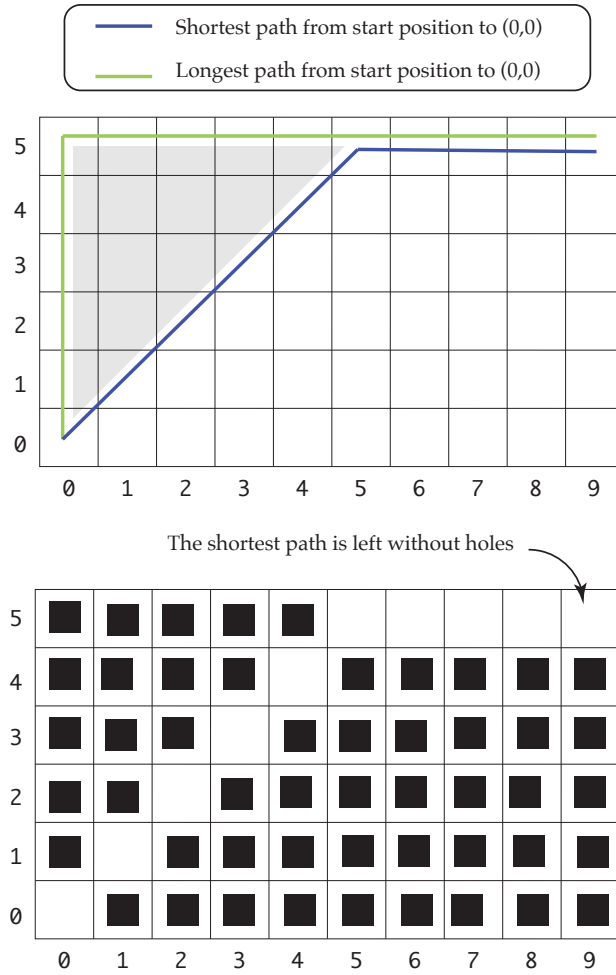 Shortest path from start position to (0,0)
Longest path from start position to (0,0)
5
4
3
2
1
0
0 1 2 3 4 5 6 7 8 9
The shortest path is left without holes
5
4
3
2
1
0
0 1 2 3 4 5 6 7 8 9